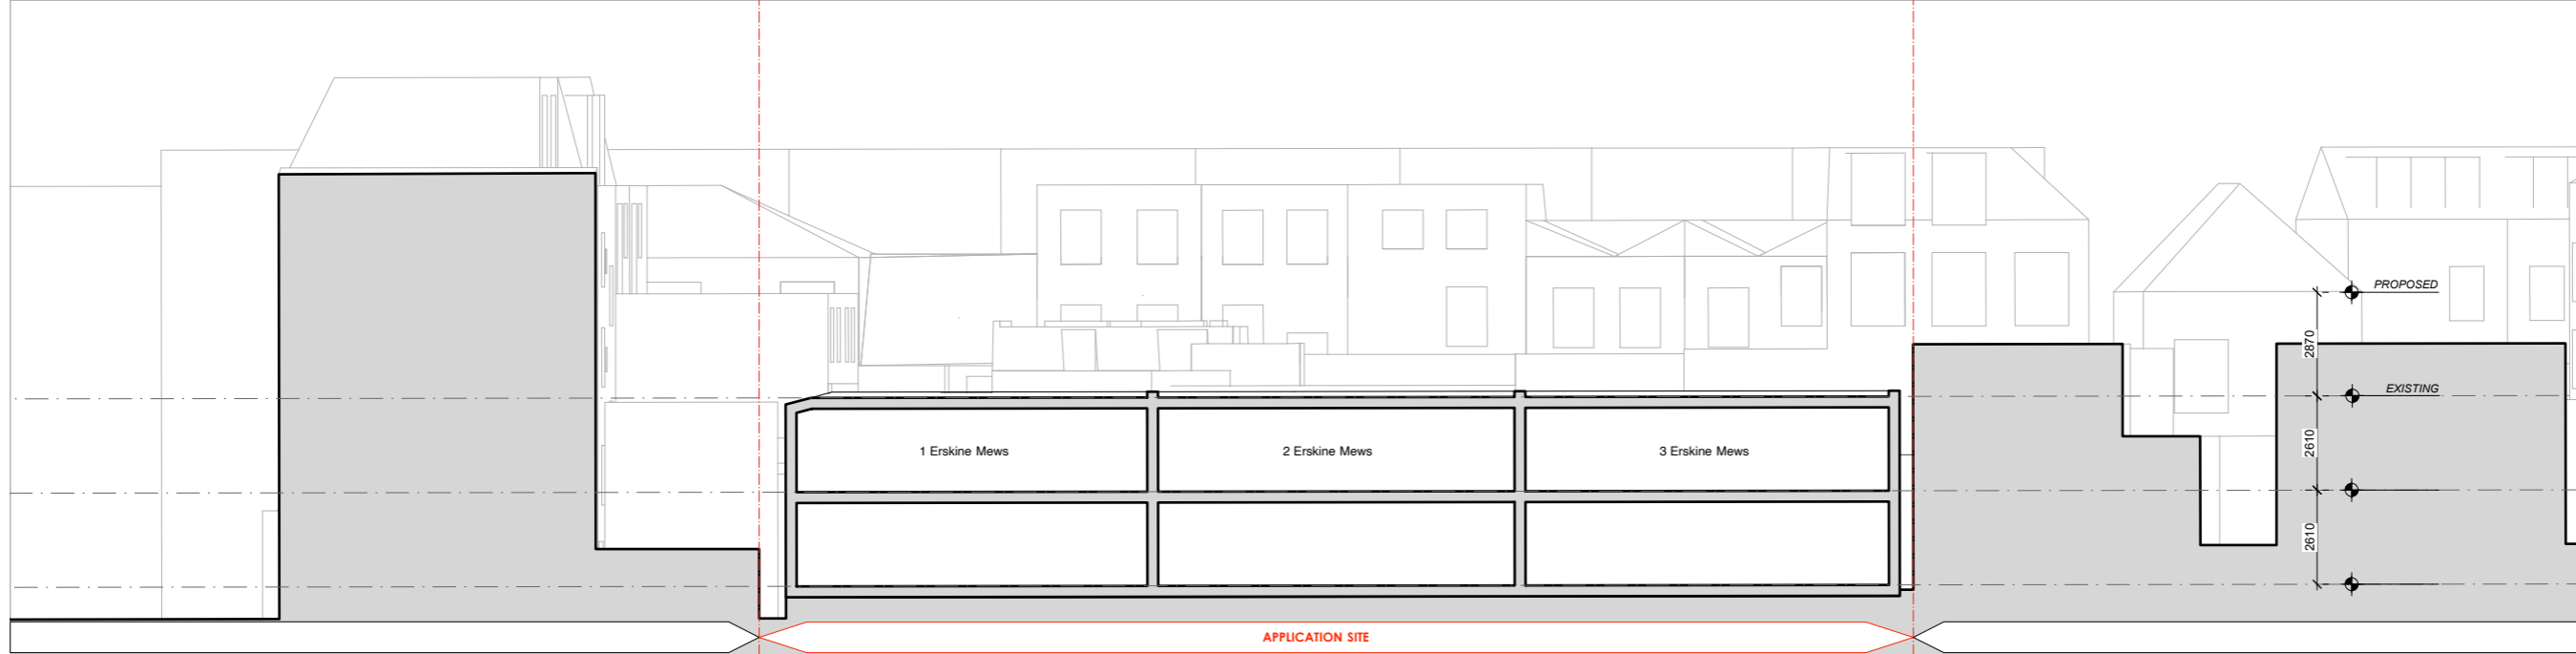 PROPOSED
2870
EXISTING
1 Erskine Mews
2 Erskine Mews
3 Erskine Mews
2610
2610
APPLICATION SITE